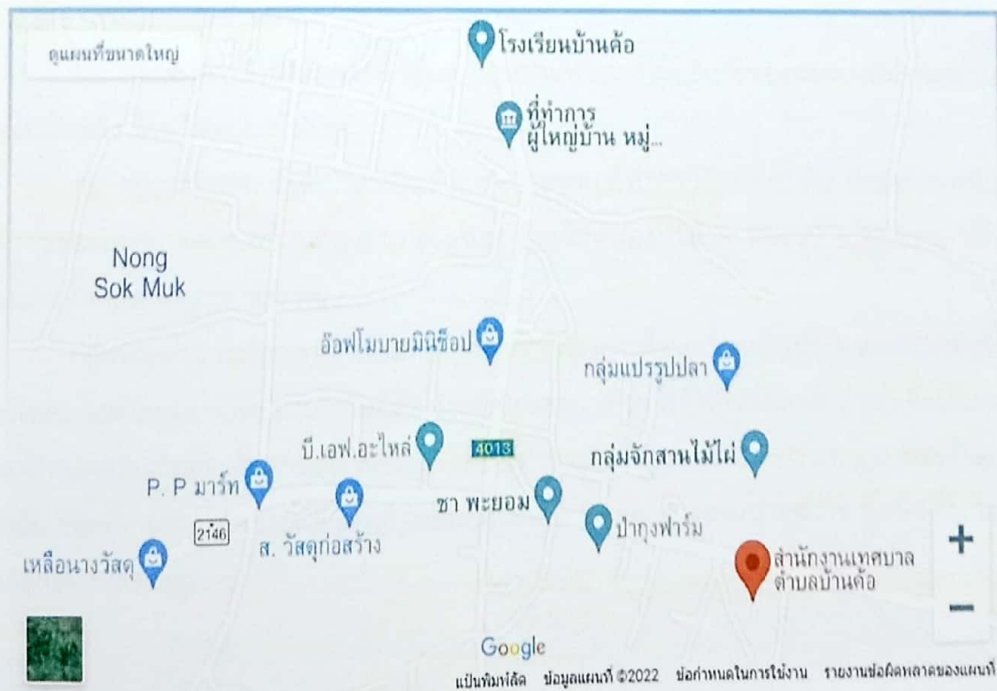 ดูแผนที่ขนาดใหญ่
โรงเรียนบ้านค้อ
ที่ทำการ
ผู้ใหญ่บ้าน หมู่...
Nong
Sok Muk
อ๊อฟโมบายมินิช็อป
กลุ่มแปรรูปปลา
บี.เอฟ.อะไหล่
4013
กลุ่มจักสานไม้ไผ่
P. P มาร์ท
ชา พะยอม
2146
ส. วัสดุก่อสร้าง
ป๋ากุงฟาร์ม
เหลือนางวัสดุ
สำนักงานเทศบาล
ตำบลบ้านค้อ
+
−
Google
แป้นพิมพ์ลัด ข้อมูลแผนที่ ©2022 ข้อกำหนดในการใช้งาน รายงานข้อผิดพลาดของแผนที่